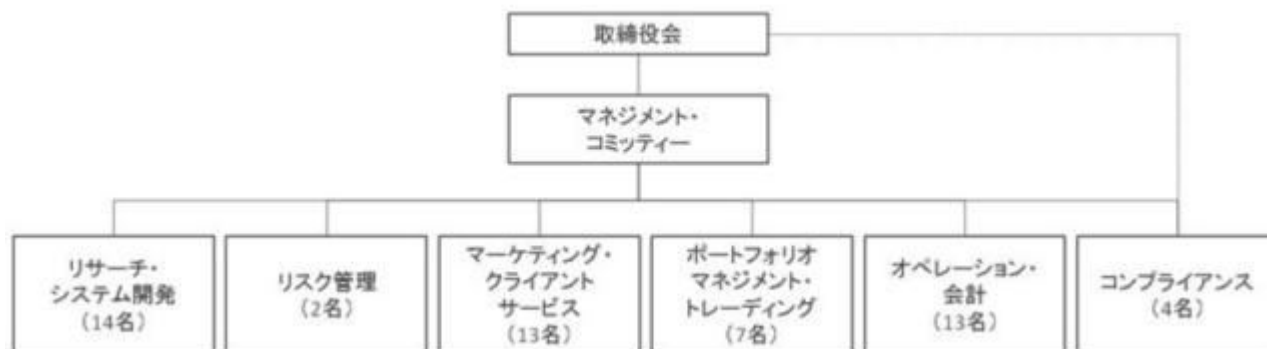 取締役会
マネジメント・
コミッティー
リサーチ・
システム開発
（14名）
リスク管理
（2名）
マーケティング・
クライアント
サービス
（13名）
ポートフォリオ
マネジメント・
トレーディング
（7名）
オペレーション・
会計
（13名）
コンプライアンス
（4名）